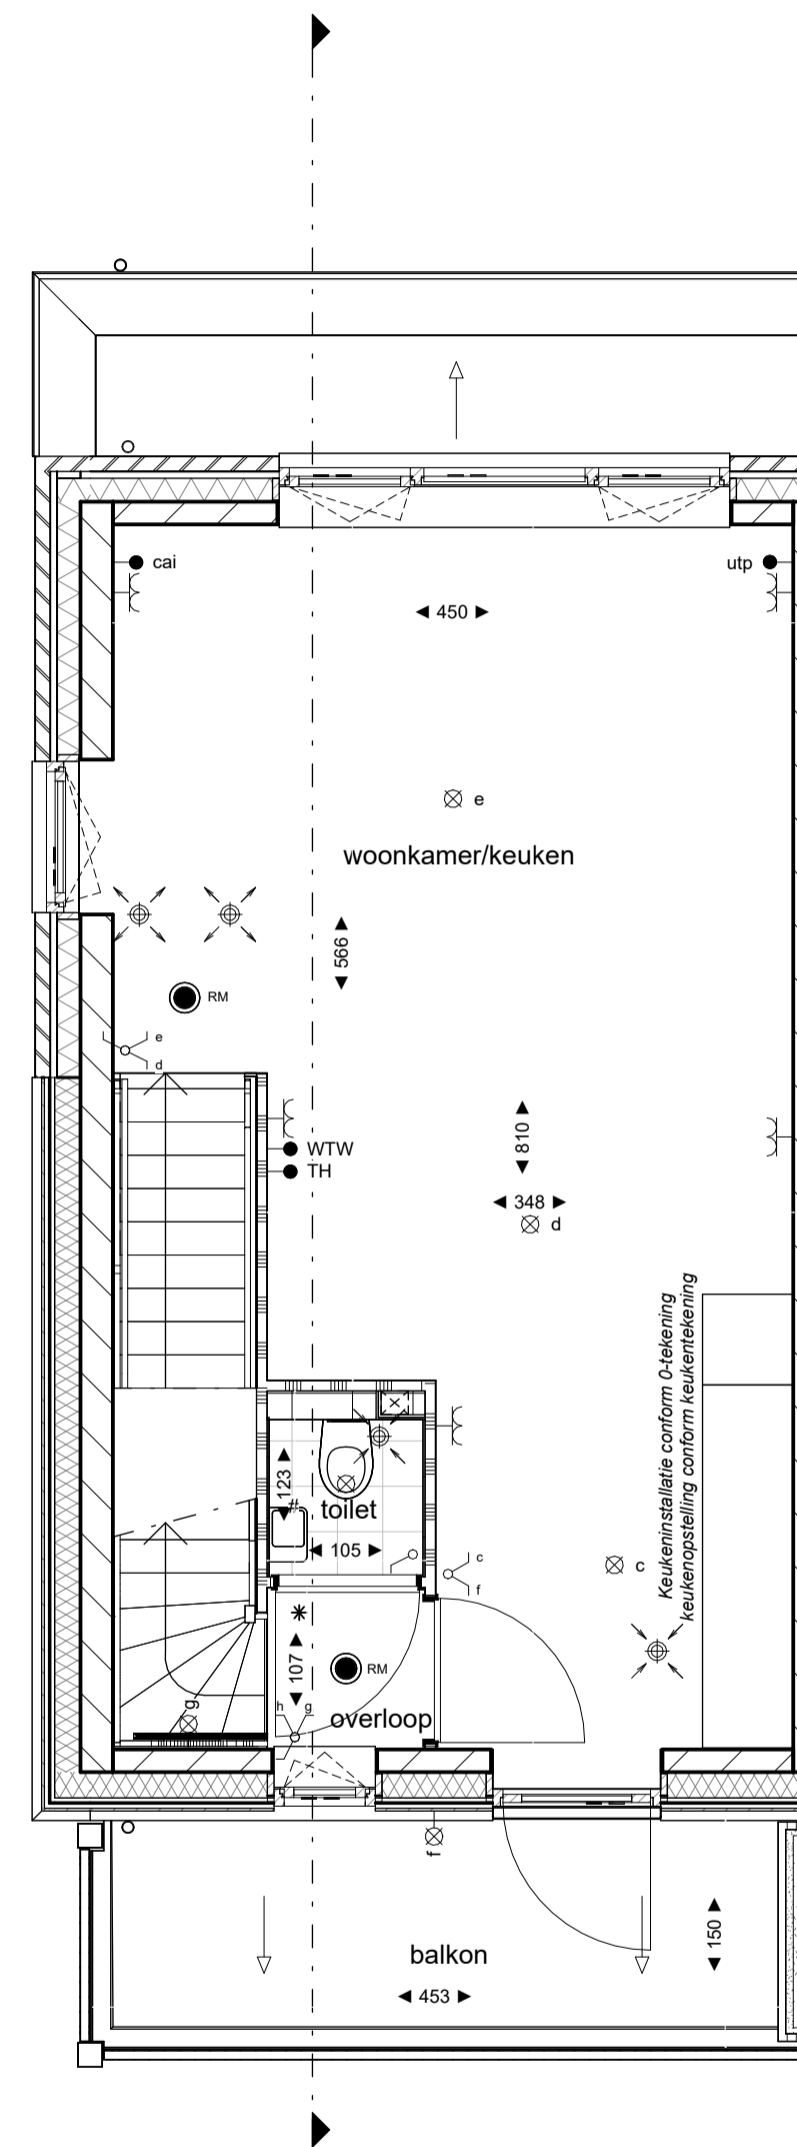 cai
utp
◄ 450 ►
e
woonkamer/keuken
◄ 566 ►
RM
e
d
WTW
TH
◄ 810 ►
◄ 348 ►
d
Keukeninstallatie conform 0-tekening
keukenopstelling conform keukentekening
◄ 123 ►
#
toilet
◄ 105 ►
c
f
c
◄ 107 ►
RM
g
h
g
overloop
f
balkon
◄ 150 ►
◄ 453 ►